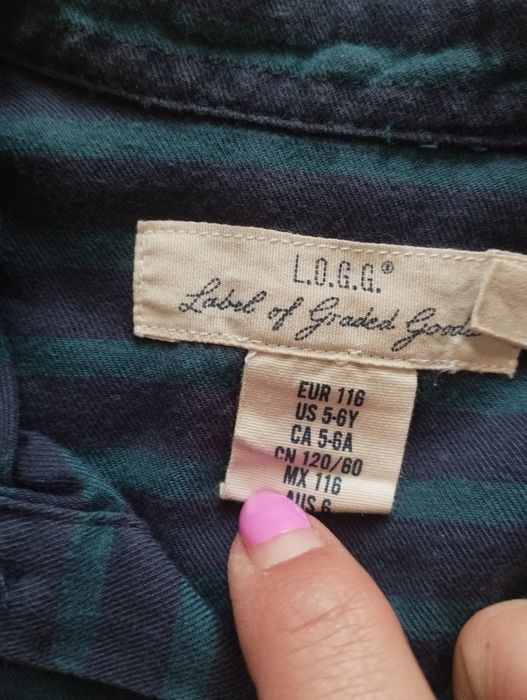 L.O.G.G.®
Label of Graded Goods
EUR 116
US 5-6Y
CA 5-6A
CN 120/60
MX 116
AUS 6